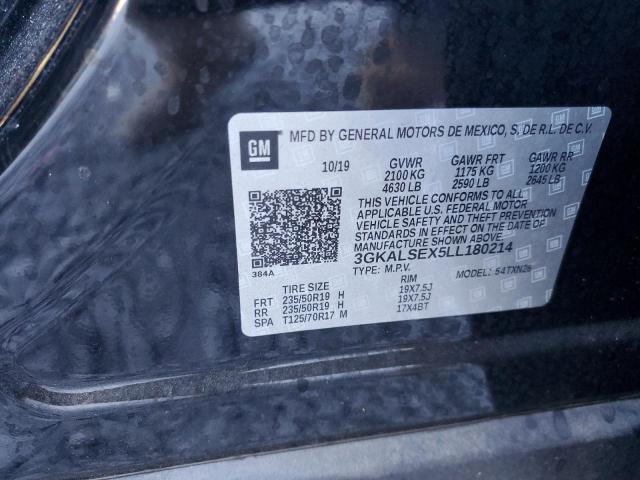 GM
MFD BY GENERAL MOTORS DE MEXICO, S. DE R.L. DE C.V.
10/19 GVWR GAWR FRT GAWR RR
2100 KG 1175 KG 1200 KG
4630 LB 2590 LB 2645 LB
THIS VEHICLE CONFORMS TO ALL
APPLICABLE U.S. FEDERAL MOTOR
VEHICLE SAFETY AND THEFT PREVENTION
STANDARDS IN EFFECT ON THE DATE OF
MANUFACTURE SHOWN ABOVE.
3GKALSEX5LL180214
384A
TYPE: M.P.V. MODEL: 54TXN26
TIRE SIZE RIM
FRT 235/50R19 H 19X7.5J
RR 235/50R19 H 19X7.5J
SPA T125/70R17 M 17X4BT